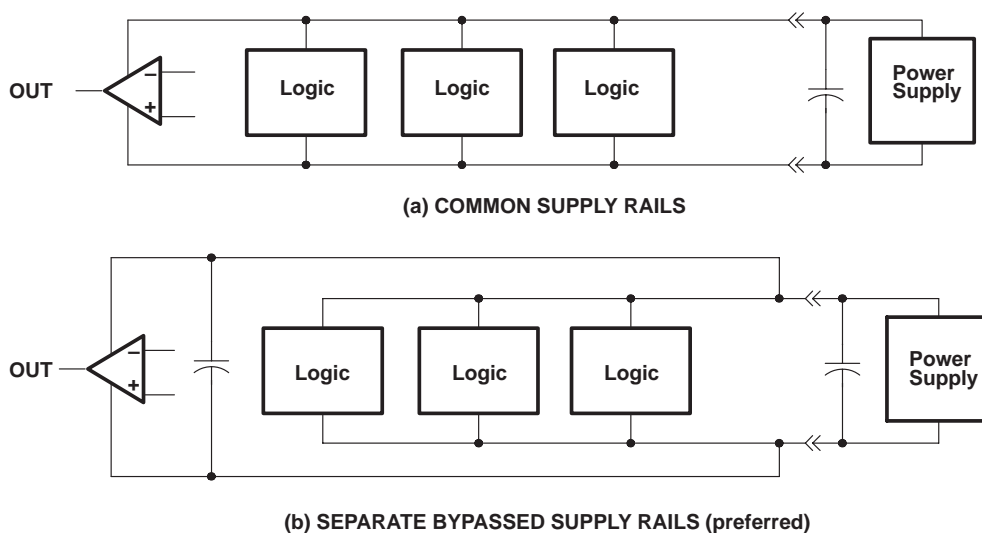 OUT
−
+
Logic
Logic
Logic
Power
Supply
(a) COMMON SUPPLY RAILS
OUT
−
+
Logic
Logic
Logic
Power
Supply
(b) SEPARATE BYPASSED SUPPLY RAILS (preferred)